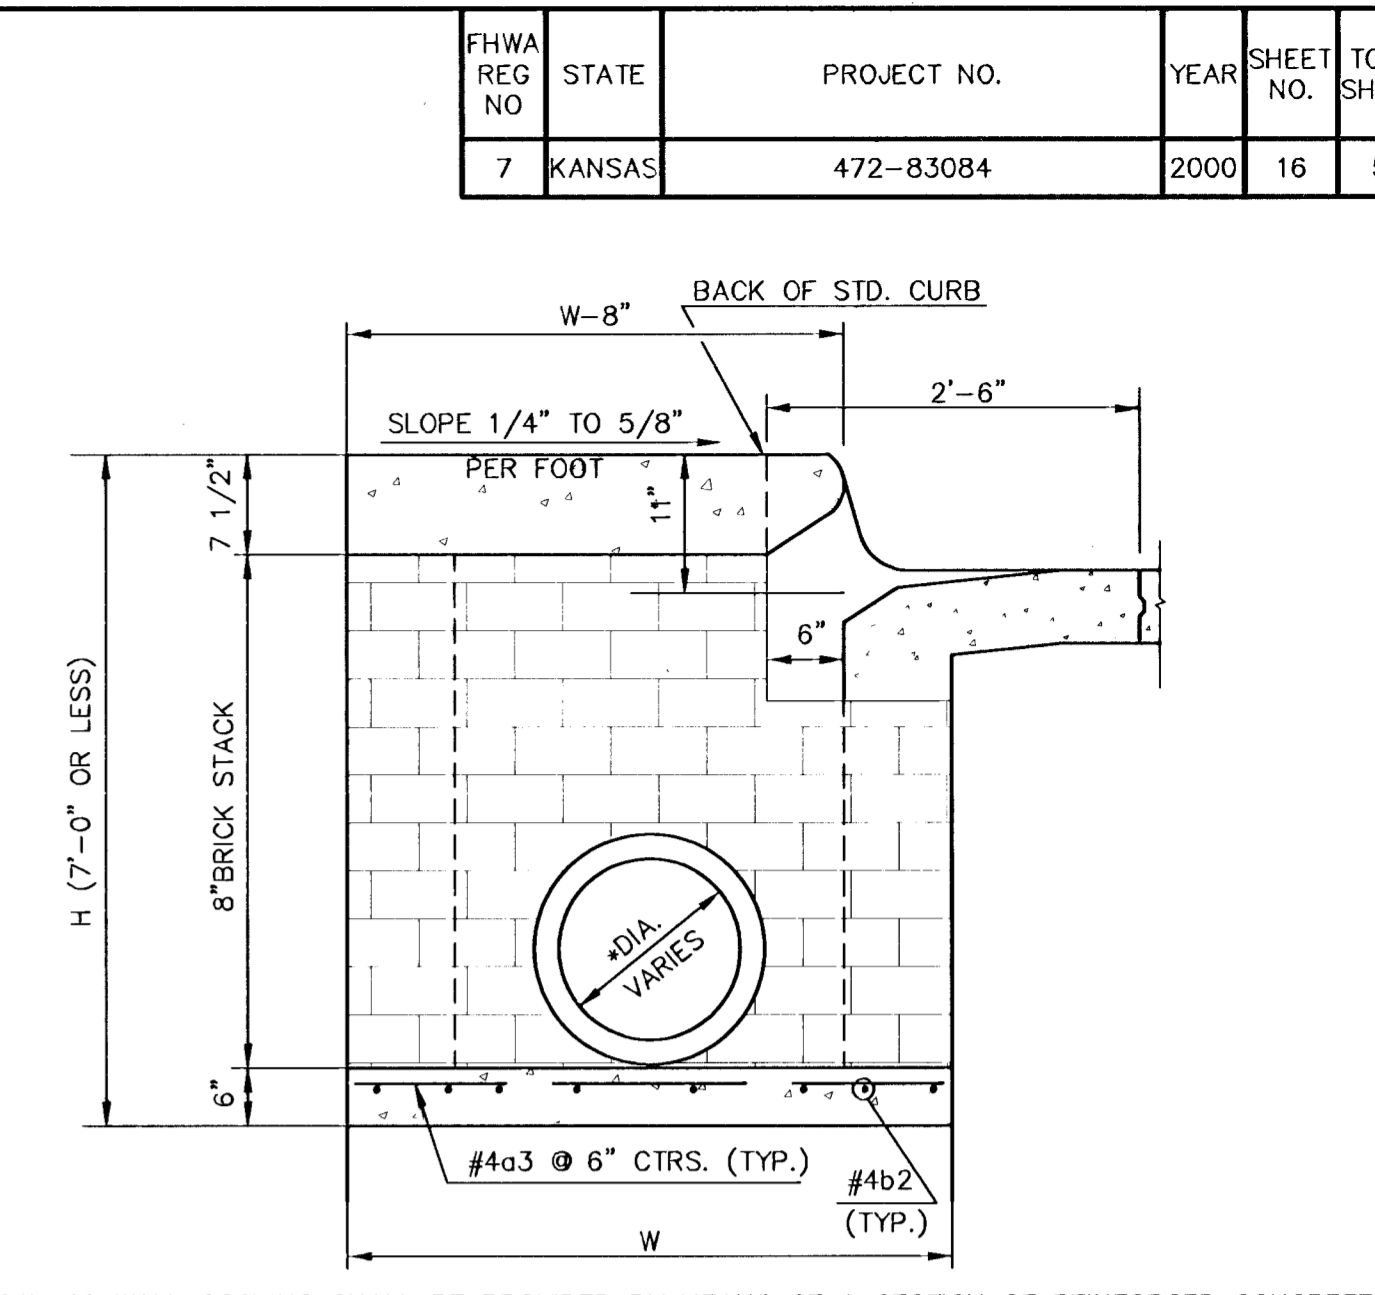 FHWA REG NO STATE PROJECT NO. YEAR SHEET NO.
7 KANSAS 472-83084 2000 16
BACK OF STD. CURB
W-8"
2'-6"
SLOPE 1/4" TO 5/8"
PER FOOT
7 1/2"
11"
6"
H (7'-0" OR LESS)
8"BRICK STACK
*DIA.
VARIES
6"
#4a3 @ 6" CTRS. (TYP.)
#4b2
(TYP.)
W